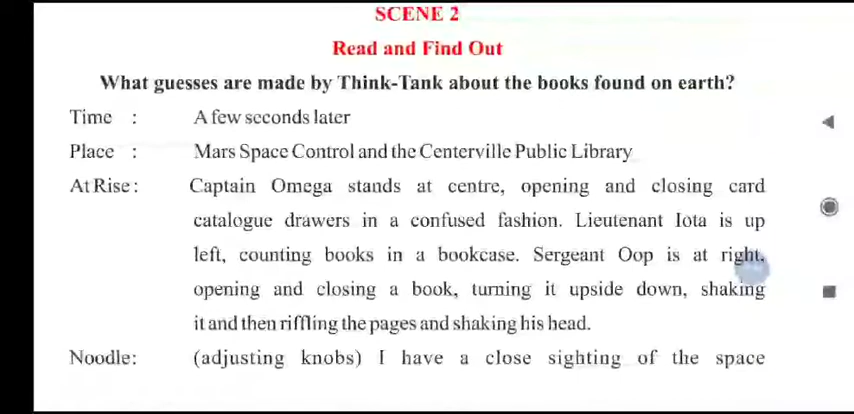 SCENE 2
Read and Find Out
What guesses are made by Think-Tank about the books found on earth?
Time : A few seconds later
Place : Mars Space Control and the Centerville Public Library
At Rise : Captain Omega stands at centre, opening and closing card
catalogue drawers in a confused fashion. Lieutenant Iota is up
left, counting books in a bookcase. Sergeant Oop is at right,
opening and closing a book, turning it upside down, shaking
it and then riffling the pages and shaking his head.
Noodle: (adjusting knobs) I have a close sighting of the space